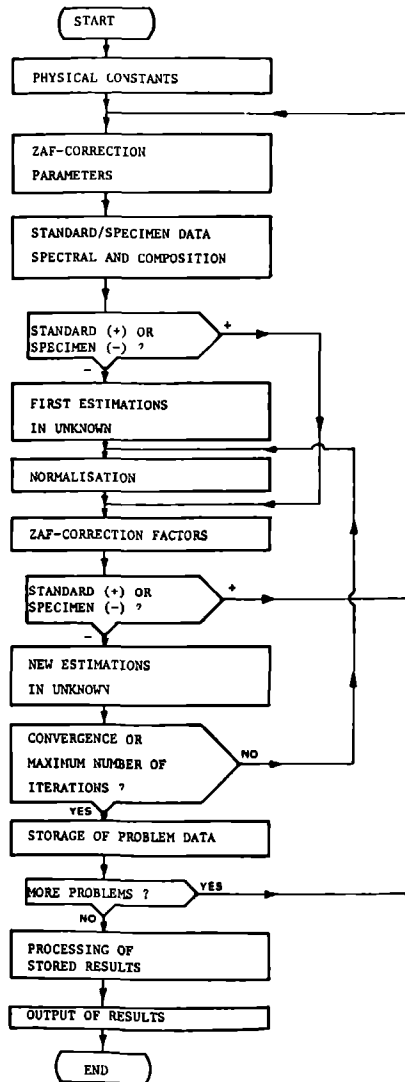 START
PHYSICAL CONSTANTS
ZAF-CORRECTION
PARAMETERS
STANDARD/SPECIMEN DATA
SPECTRAL AND COMPOSITION
STANDARD (+) OR
SPECIMEN (-) ?
+
-
FIRST ESTIMATIONS
IN UNKNOWN
NORMALISATION
ZAF-CORRECTION FACTORS
STANDARD (+) OR
SPECIMEN (-) ?
+
-
NEW ESTIMATIONS
IN UNKNOWN
CONVERGENCE OR
MAXIMUM NUMBER OF
ITERATIONS ?
NO
YES
STORAGE OF PROBLEM DATA
MORE PROBLEMS ?
YES
NO
PROCESSING OF
STORED RESULTS
OUTPUT OF RESULTS
END